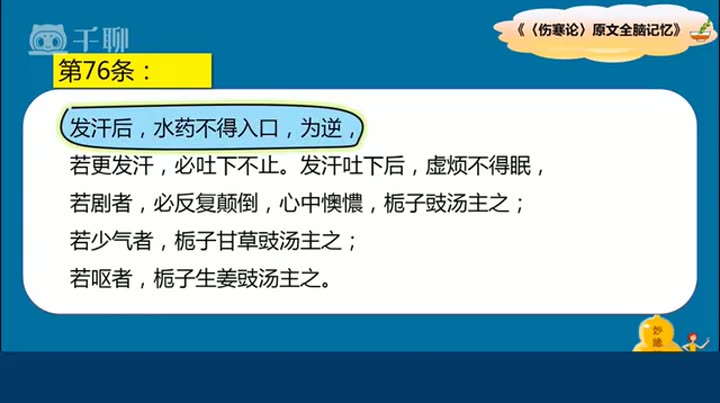 千聊
《〈伤寒论〉原文全脑记忆》
第76条：
发汗后，水药不得入口，为逆，
若更发汗，必吐下不止。发汗吐下后，虚烦不得眠，
若剧者，必反复颠倒，心中懊憹，栀子豉汤主之；
若少气者，栀子甘草豉汤主之；
若呕者，栀子生姜豉汤主之。